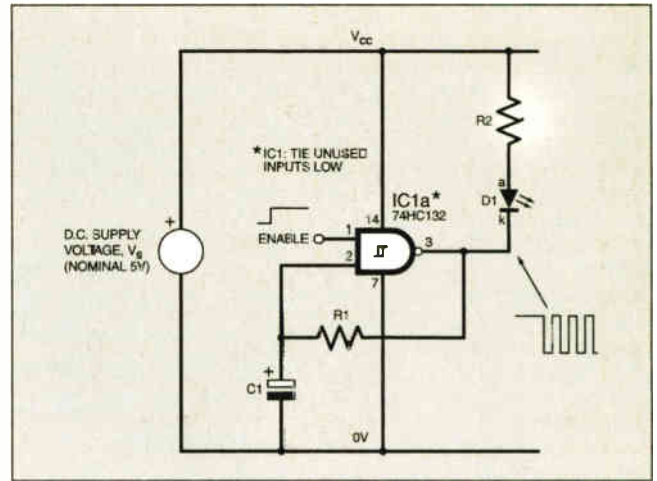 VCC
R2
*IC1: TIE UNUSED
INPUTS LOW
IC1a*
74HC132
a
D1
k
14
ENABLE
1
2
3
7
+
D.C. SUPPLY
VOLTAGE, VS
(NOMINAL 5V)
R1
+
C1
0V